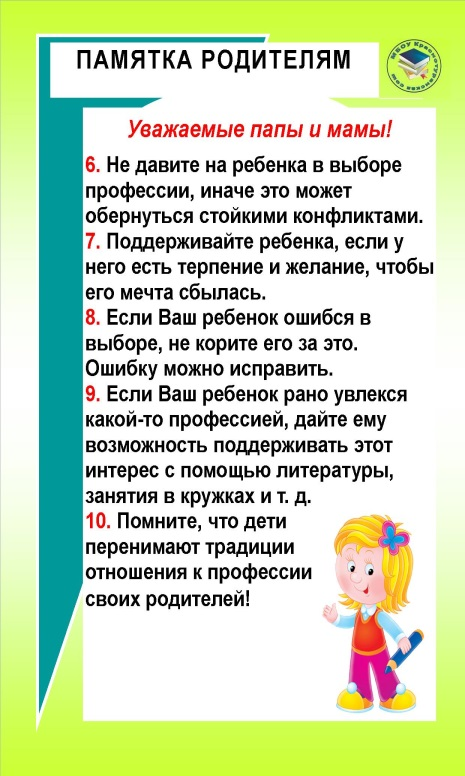 ПАМЯТКА РОДИТЕЛЯМ
Уважаемые папы и мамы!
6. Не давите на ребенка в выборе
профессии, иначе это может
обернуться стойкими конфликтами.
7. Поддерживайте ребенка, если у
него есть терпение и желание, чтобы
его мечта сбылась.
8. Если Ваш ребенок ошибся в
выборе, не корите его за это.
Ошибку можно исправить.
9. Если Ваш ребенок рано увлекся
какой-то профессией, дайте ему
возможность поддерживать этот
интерес с помощью литературы,
занятия в кружках и т. д.
10. Помните, что дети
перенимают традиции
отношения к профессии
своих родителей!